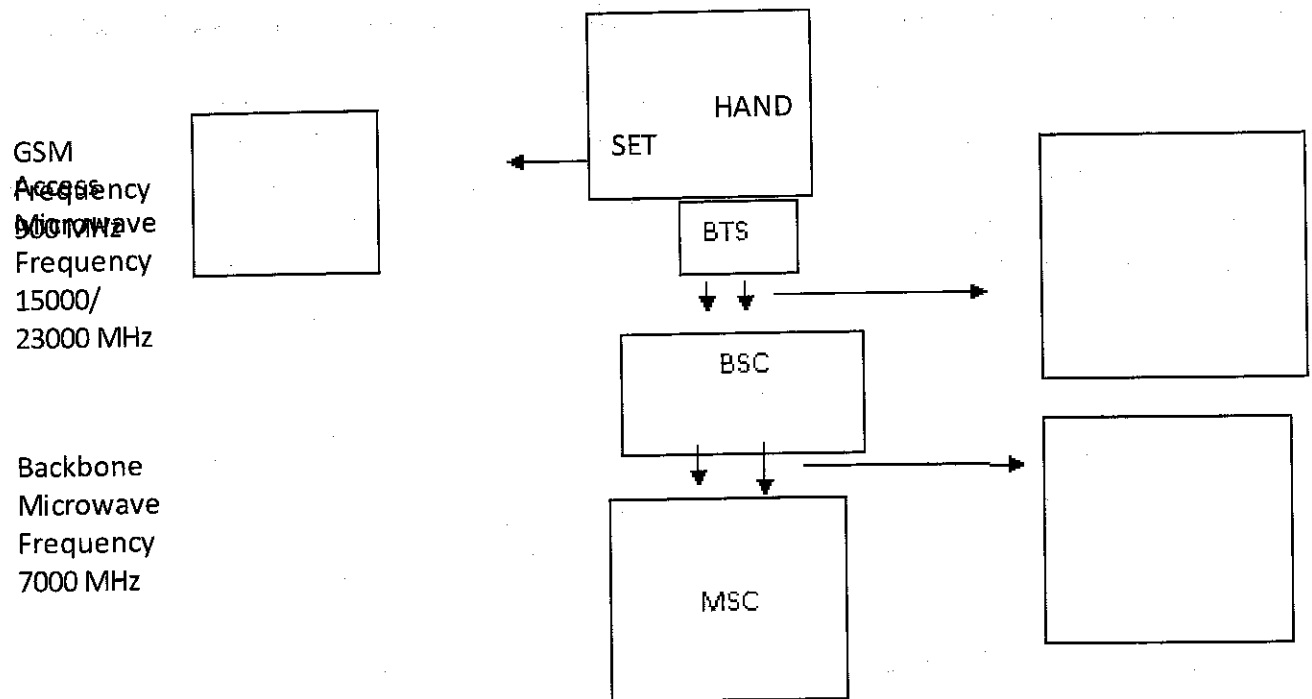 HAND
SET
GSM
Access
Frequency
Microwave
900 MHz
Frequency
15000/
23000 MHz
BTS
BSC
Backbone
Microwave
Frequency
7000 MHz
MSC